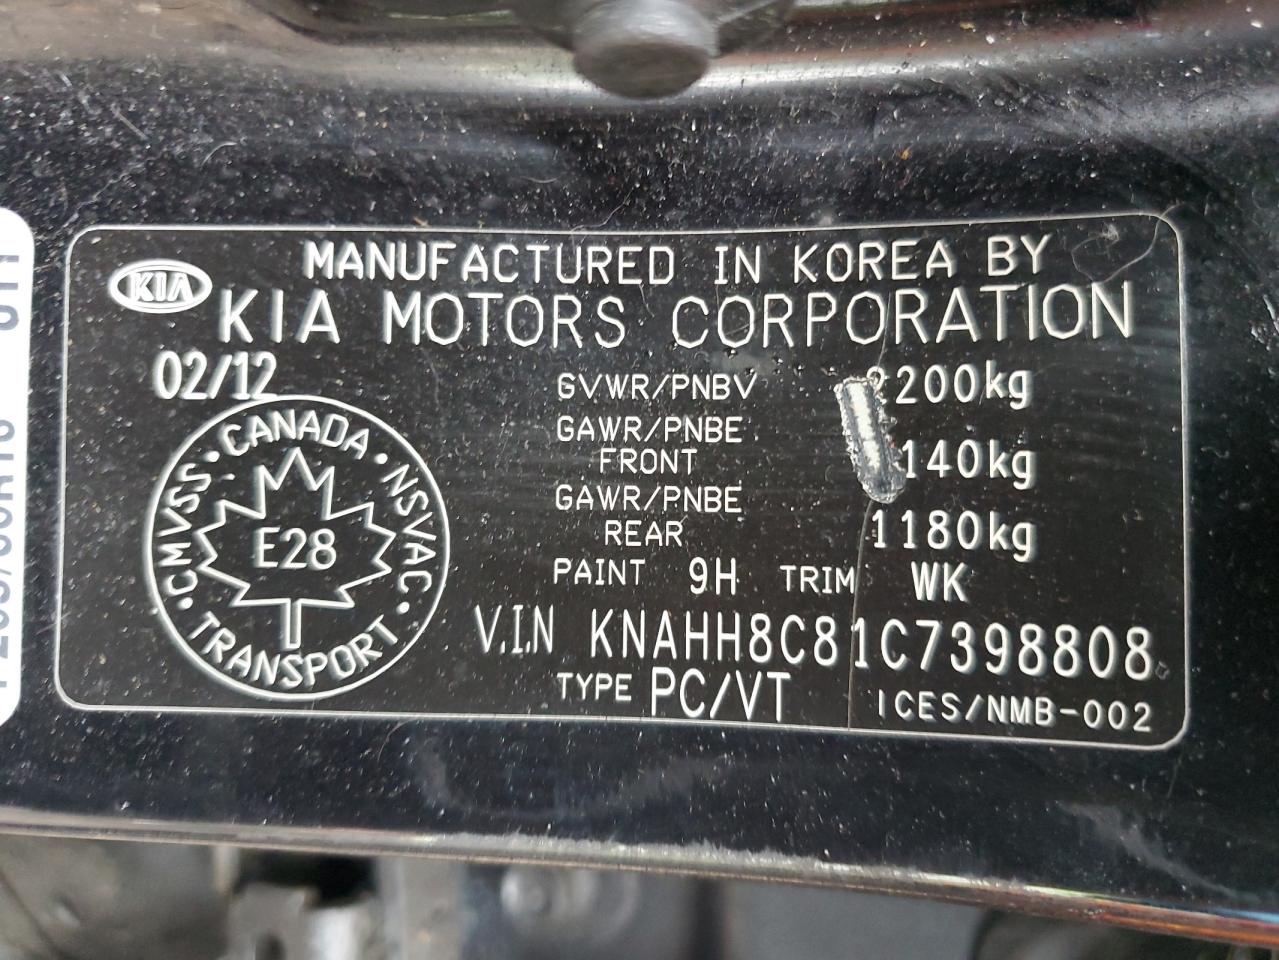 KIA
MANUFACTURED IN KOREA BY
KIA MOTORS CORPORATION
02/12
GVWR/PNBV 2200kg
GAWR/PNBE
FRONT 140kg
GAWR/PNBE
REAR 1180kg
PAINT 9H TRIM WK
V.I.N KNAHH8C81C7398808
TYPE PC/VT
ICES/NMB-002
CMVSS • CANADA • NSVAC • TRANSPORT •
E28